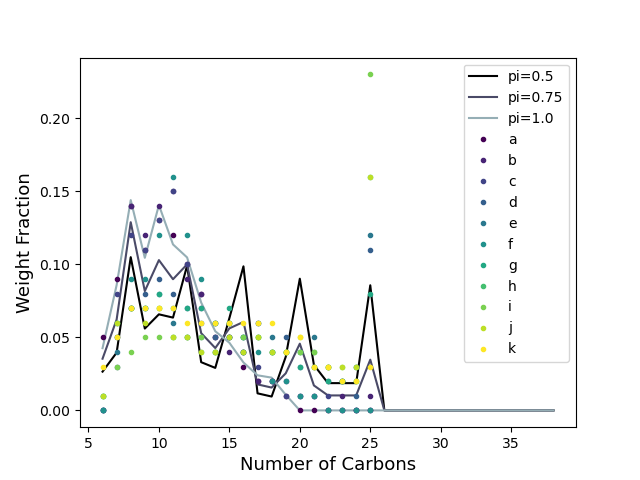 pi=0.5
pi=0.75
pi=1.0
a
b
c
d
e
f
g
h
i
j
k
0.20
0.15
0.10
0.05
0.00
Weight Fraction
5 10 15 20 25 30 35
Number of Carbons